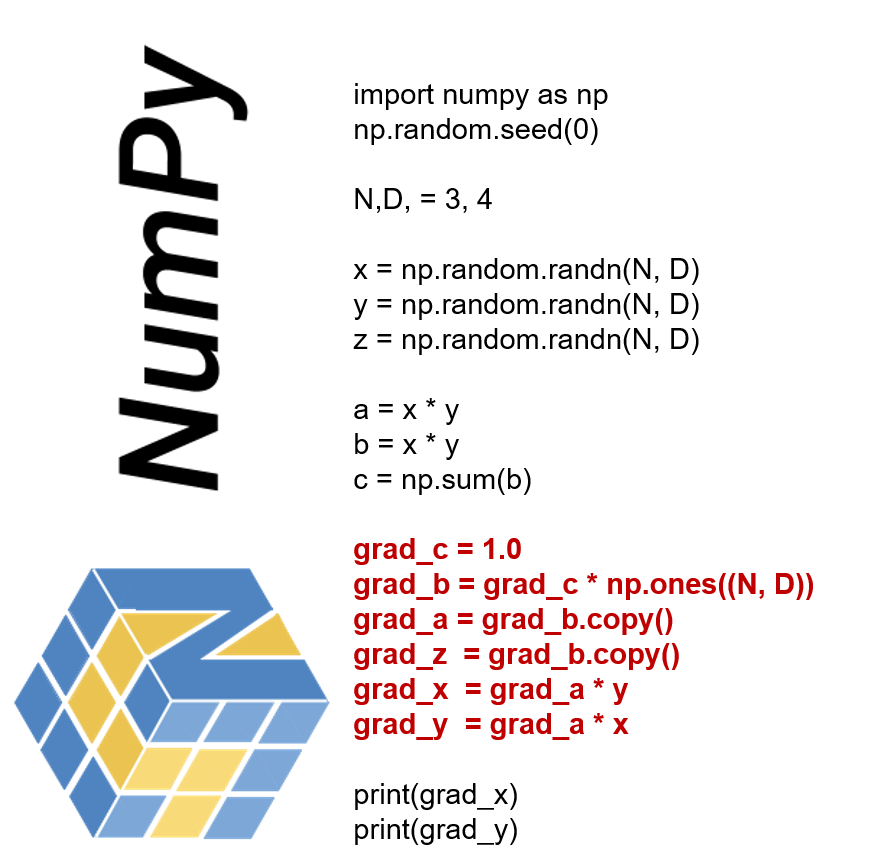 NumPy
import numpy as np
np.random.seed(0)
N,D, = 3, 4
x = np.random.randn(N, D)
y = np.random.randn(N, D)
z = np.random.randn(N, D)
a = x * y
b = x * y
c = np.sum(b)
grad_c = 1.0
grad_b = grad_c * np.ones((N, D))
grad_a = grad_b.copy()
grad_z  = grad_b.copy()
grad_x  = grad_a * y
grad_y  = grad_a * x
print(grad_x)
print(grad_y)